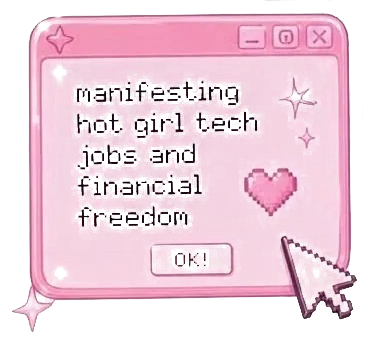 manifesting
hot girl tech
jobs and
financial
freedom
OK!